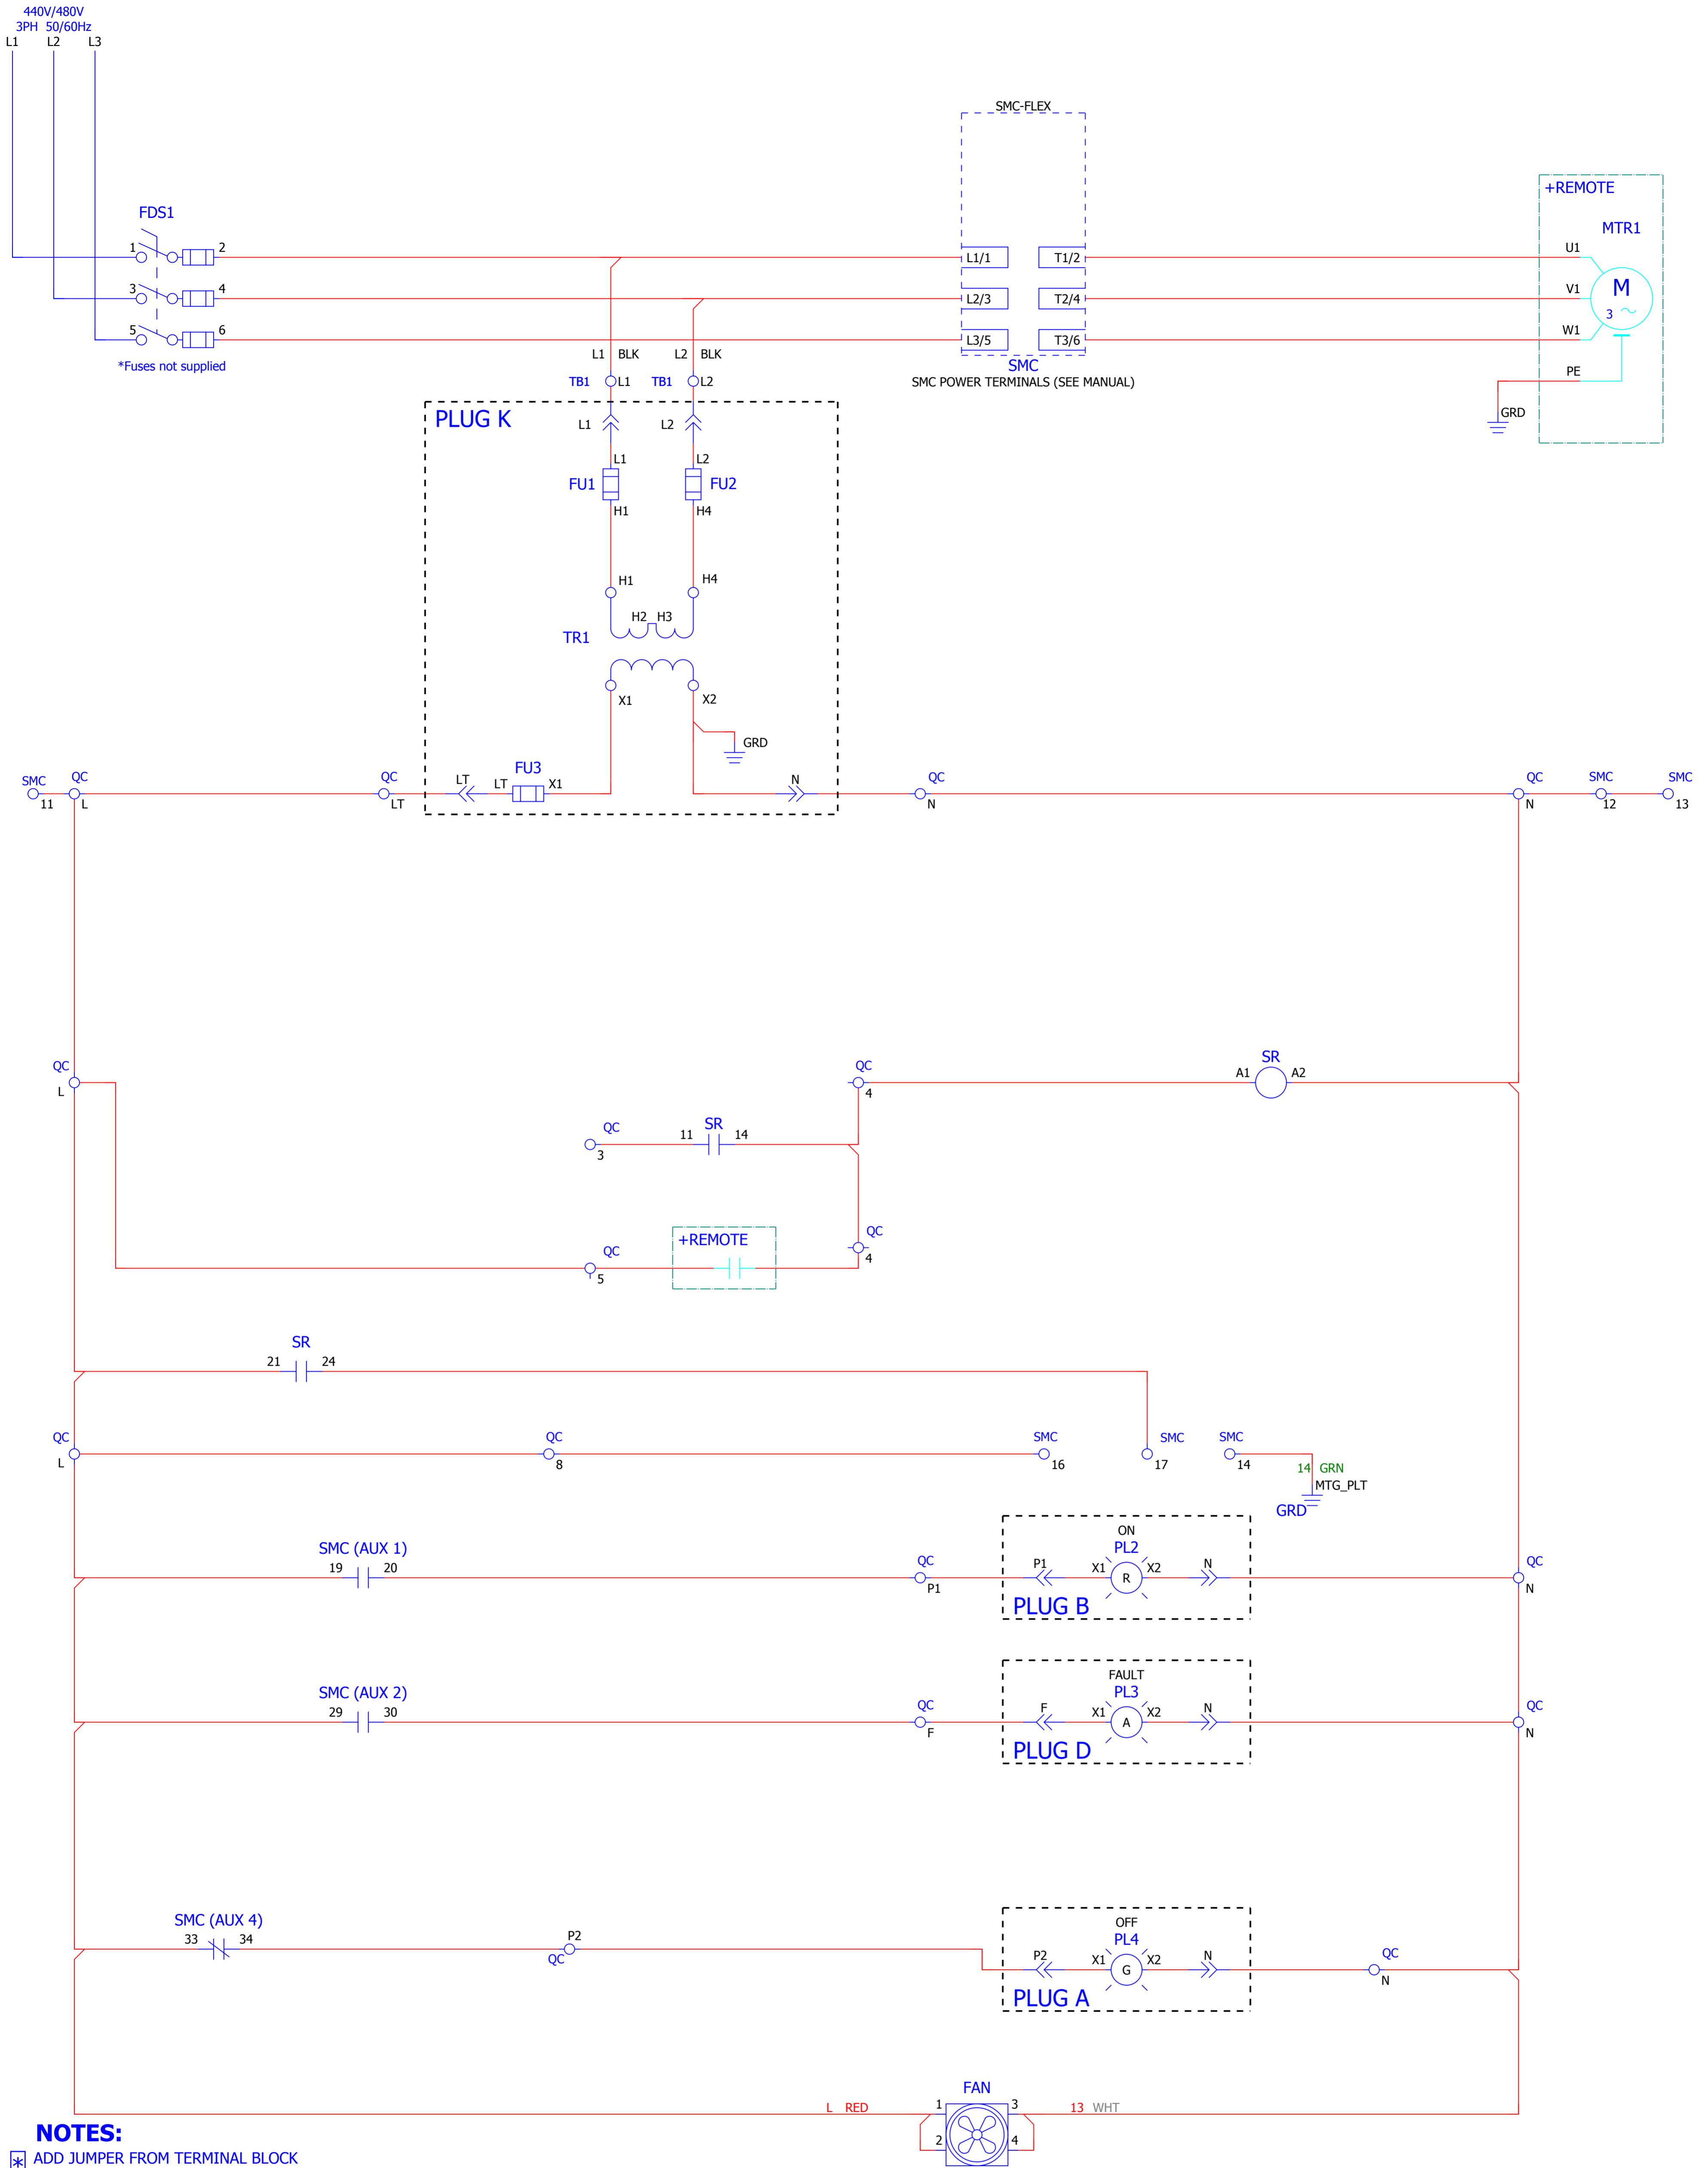 440V/480V
3PH 50/60Hz
L1 L2 L3
SMC-FLEX
+REMOTE
FDS1
MTR1
1 2
L1/1 T1/2
U1
3 4
L2/3 T2/4
V1
M
3
5 6
L3/5 T3/6
W1
*Fuses not supplied
L1 BLK L2 BLK
SMC
SMC POWER TERMINALS (SEE MANUAL)
PE
TB1 L1 TB1 L2
GRD
PLUG K
L1 L2
L1 L2
FU1 FU2
H1 H4
H1 H4
H2 H3
TR1
X1 X2
GRD
SMC QC QC LT LT FU3 X1 N QC QC SMC SMC
11 L LT N N 12 13
QC QC SR
L 4 A1 A2
QC 11 SR 14
3
QC +REMOTE QC
5 4
SR
21 24
QC QC SMC SMC SMC
L 8 16 17 14
14 GRN
MTG_PLT
GRD
ON
SMC (AUX 1) PL2
19 20 QC P1 X1 X2 N QC
P1 R N
PLUG B
FAULT
SMC (AUX 2) PL3
29 30 QC F X1 X2 N QC
F A N
PLUG D
SMC (AUX 4) OFF
33 34 P2 PL4
QC P2 X1 X2 N QC
G N
PLUG A
FAN
L RED 1 3 13 WHT
2 4
NOTES:
* ADD JUMPER FROM TERMINAL BLOCK